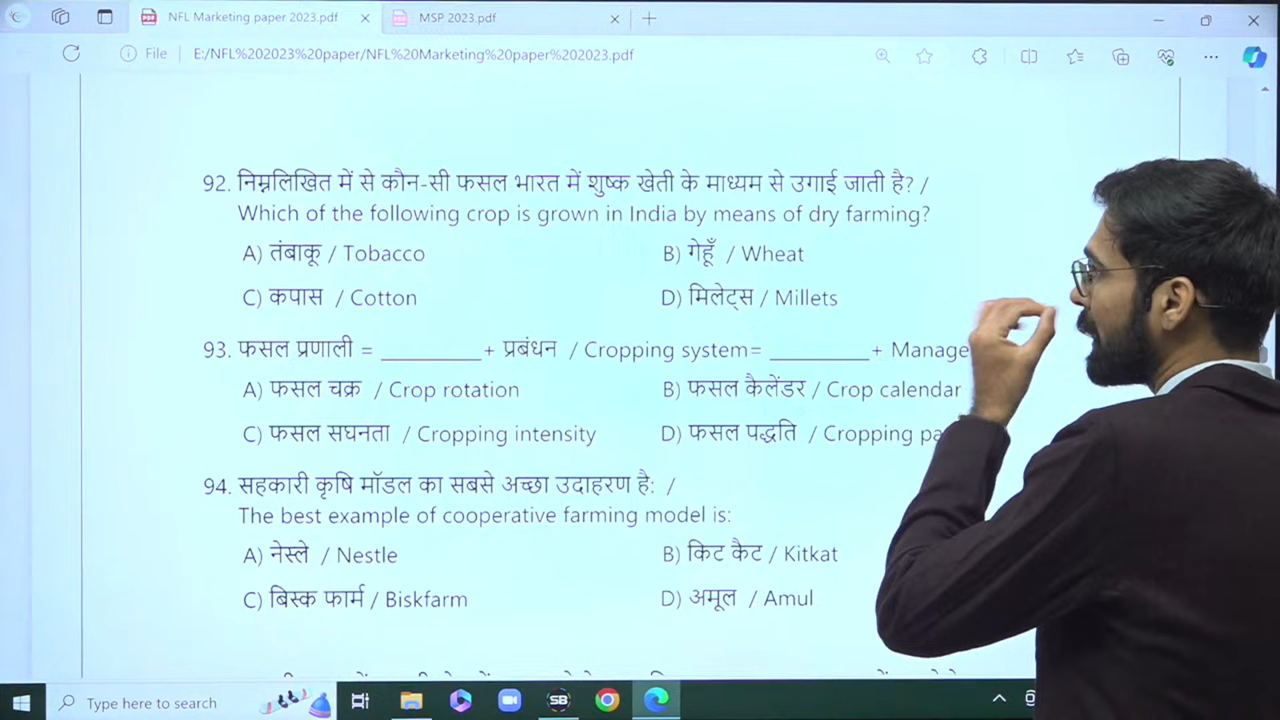 NFL Marketing paper 2023.pdf
MSP 2023.pdf
File E:/NFL%202023%20paper/NFL%20Marketing%20paper%202023.pdf
92. निम्नलिखित में से कौन-सी फसल भारत में शुष्क खेती के माध्यम से उगाई जाती है? /
Which of the following crop is grown in India by means of dry farming?
A) तंबाकू / Tobacco B) गेहूँ / Wheat
C) कपास / Cotton D) मिलेट्स / Millets
93. फसल प्रणाली = _________+ प्रबंधन / Cropping system= _________+ Manage
A) फसल चक्र / Crop rotation B) फसल कैलेंडर / Crop calendar
C) फसल सघनता / Cropping intensity D) फसल पद्धति / Cropping pa
94. सहकारी कृषि मॉडल का सबसे अच्छा उदाहरण है: /
The best example of cooperative farming model is:
A) नेस्ले / Nestle B) किट कैट / Kitkat
C) बिस्क फार्म / Biskfarm D) अमूल / Amul
Type here to search SB